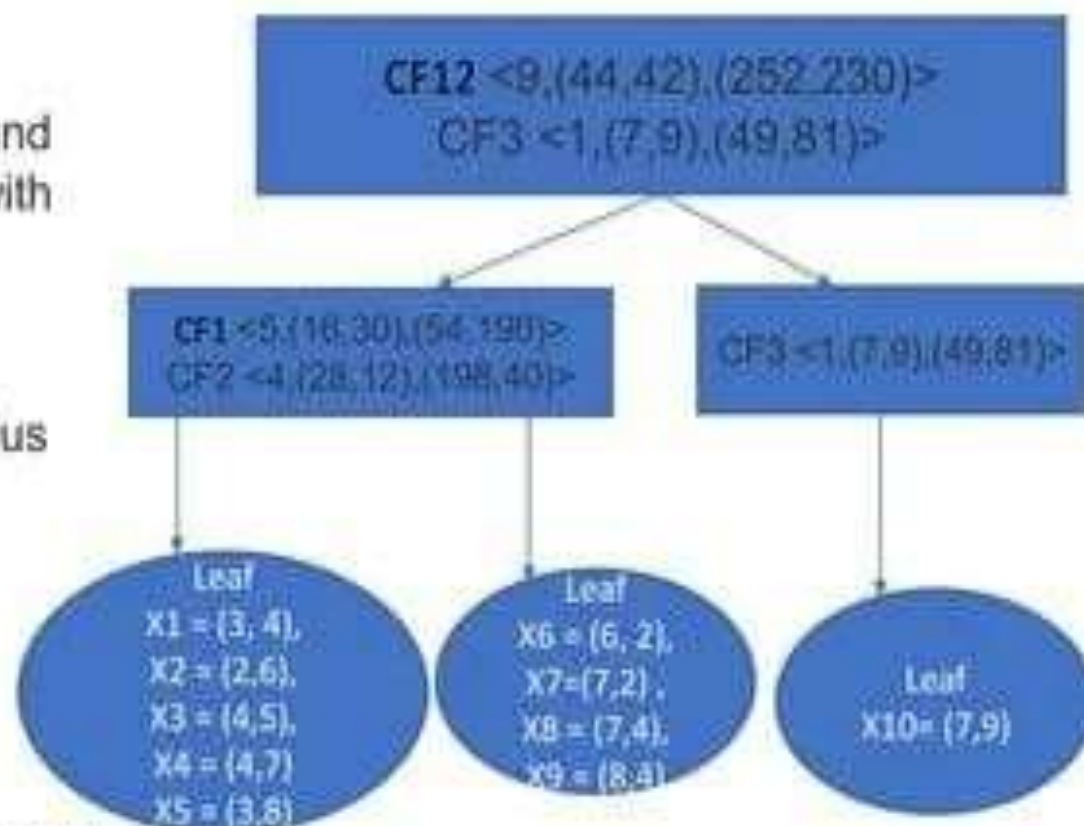 CF12 <9,(44,42),(252,230)>
CF3 <1,(7,9),(49,81)>
nd
with
CF1 <5,(16,30),(54,190)>
CF2 <4,(28,12),(198,40)>
CF3 <1,(7,9),(49,81)>
us
Leaf
X1 = (3, 4),
X2 = (2,6),
X3 = (4,5),
X4 = (4,7)
X5 = (3,8)
Leaf
X6 = (6, 2),
X7=(7,2) ,
X8 = (7,4),
X9 = (8,4)
Leaf
X10= (7,9)